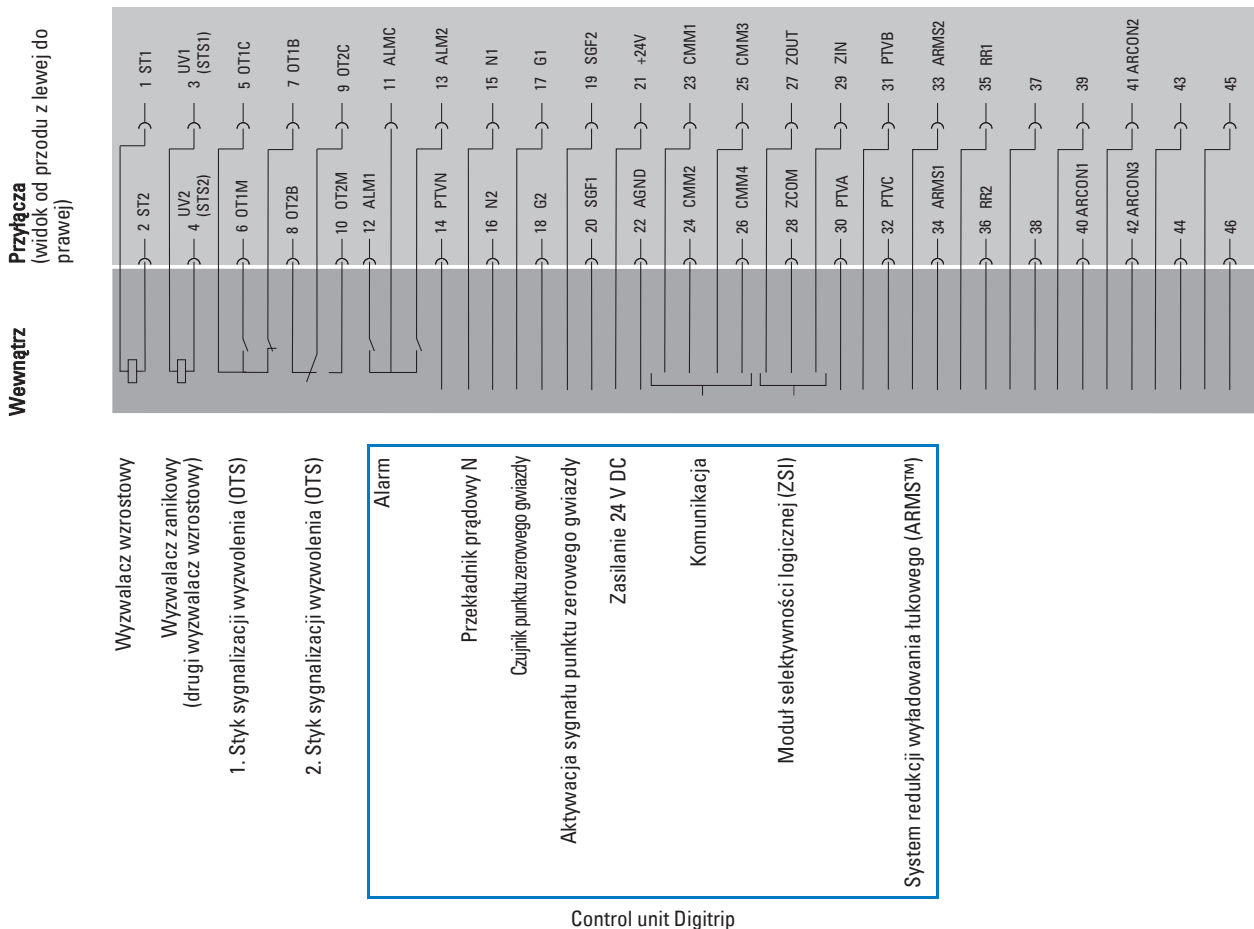 Przyłącza
(widok od przodu z lewej do
prawej)
1 ST1
3 UV1
(STS1)
5 OT1C
7 OT1B
9 OT2C
11 ALMC
13 ALM2
15 N1
17 G1
19 SGF2
21 +24V
23 CMM1
25 CMM3
27 ZOUT
29 ZIN
31 PTVB
33 ARMS2
35 RR1
37
39
41 ARCON2
43
45
2 ST2
4 UV2
(STS2)
6 OT1M
8 OT2B
10 OT2M
12 ALM1
14 PTVN
16 N2
18 G2
20 SGF1
22 AGND
24 CMM2
26 CMM4
28 ZCOM
30 PTVA
32 PTVC
34 ARMS1
36 RR2
38
40 ARCON1
42 ARCON3
44
46
Wewnątrz
Wyzwalacz wzrostowy
Wyzwalacz zanikowy
(drugi wyzwalacz wzrostowy)
1. Styk sygnalizacji wyzwolenia (OTS)
2. Styk sygnalizacji wyzwolenia (OTS)
Alarm
Przekładnik prądowy N
Czujnik punktu zerowego gwiazdy
Aktywacja sygnału punktu zerowego gwiazdy
Zasilanie 24 V DC
Komunikacja
Moduł selektywności logicznej (ZSI)
System redukcji wyładowania łukowego (ARMS™)
Control unit Digitrip